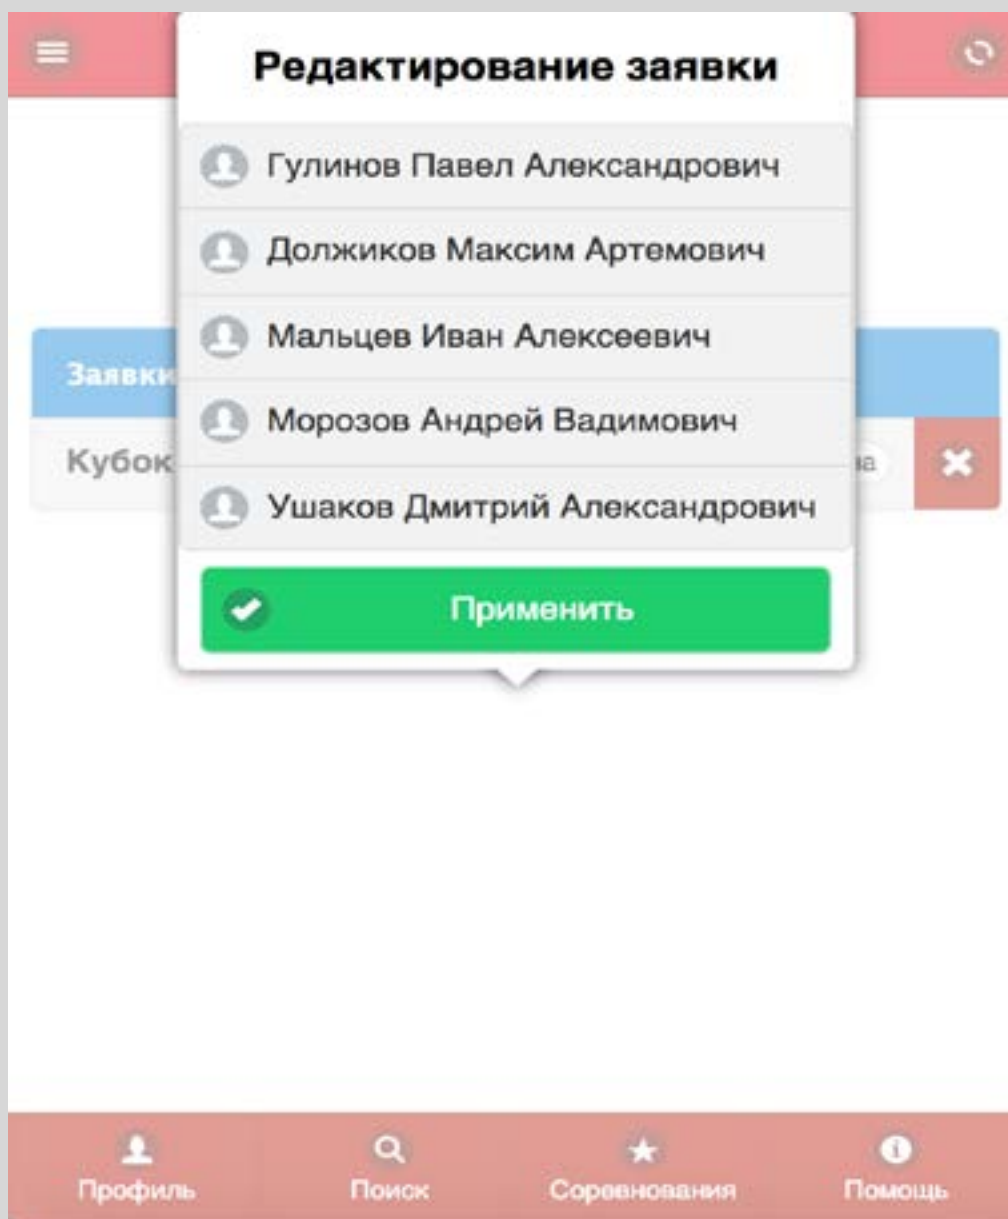 Редактирование заявки
Гулинов Павел Александрович
Должиков Максим Артемович
Мальцев Иван Алексеевич
Заявки
Морозов Андрей Вадимович
Кубок
Ушаков Дмитрий Александрович
Применить
Профиль Поиск Соревнования Помощь